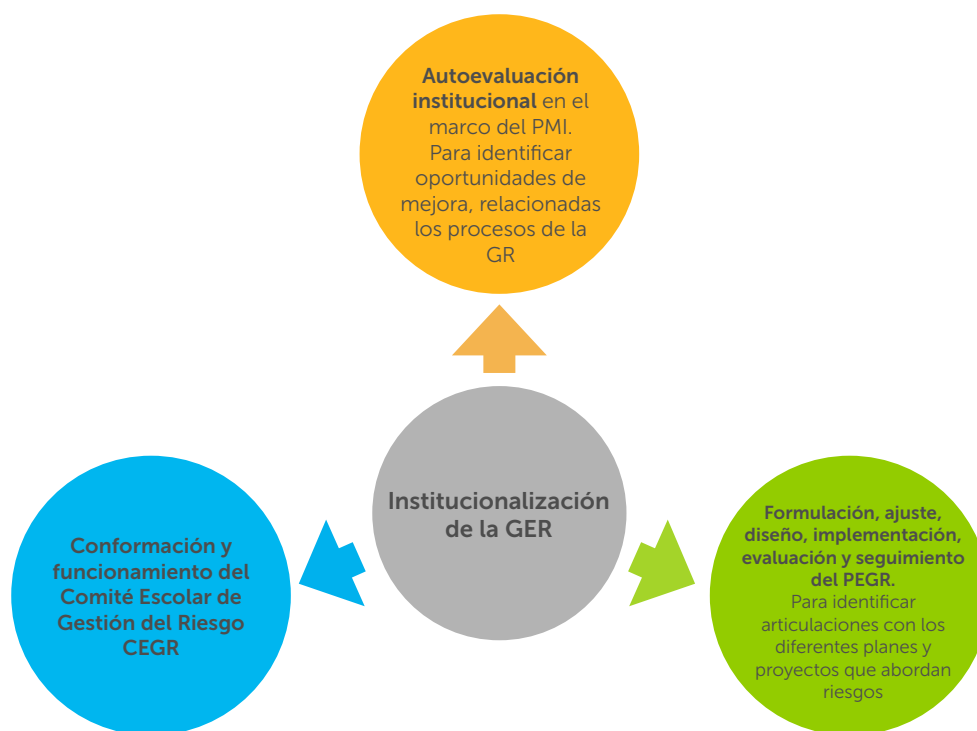 Autoevaluación
institucional en el
marco del PMI.
Para identificar
oportunidades de
mejora, relacionadas
los procesos de la
GR
Institucionalización
de la GER
Conformación y
funcionamiento del
Comité Escolar de
Gestión del Riesgo
CEGR
Formulación, ajuste,
diseño, implementación,
evaluación y seguimiento
del PEGR.
Para identificar
articulaciones con los
diferentes planes y
proyectos que abordan
riesgos